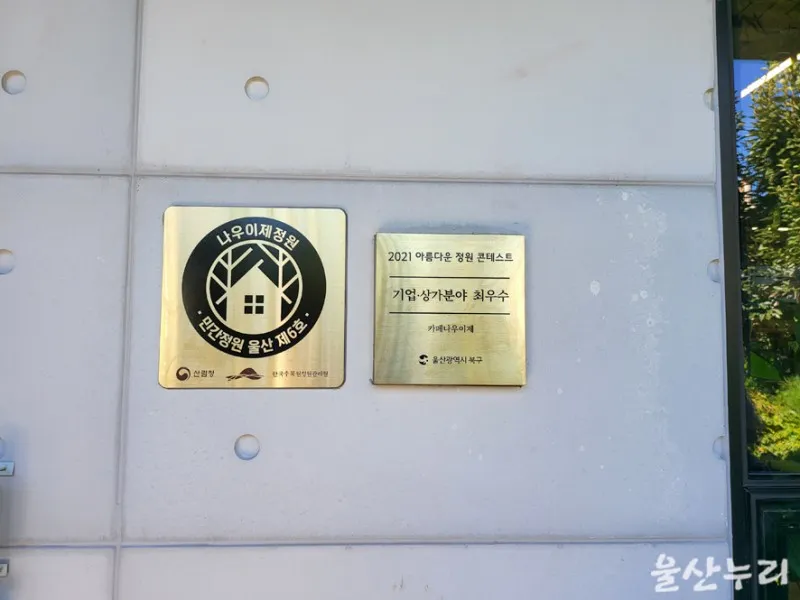 나우이제정원
· 민간정원 울산 제6호 ·
산림청
한국수목원정원관리원
2021 아름다운 정원 콘테스트
기업·상가분야 최우수
카페나우이제
울산광역시 북구
울산누리